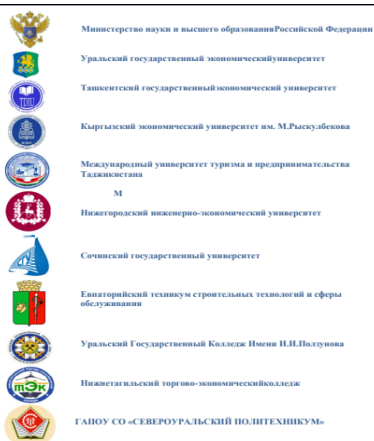 Министерство науки и высшего образованияРоссийской Федерации
Уральский государственный экономическийуниверситет
TDIU
Ташкентский государственныйэкономический университет
Кыргызский экономический университет им. М.Рыскулбекова
Международный университет туризма и предпринимательства
Таджикистана
М
Нижегородский инженерно-экономический университет
Сочинский государственный университет
Евпаторийский техникум строительных технологий и сферы
обслуживания
Уральский Государственный Колледж Имени И.И.Ползунова
тэк
Нижнетагильский торгово-экономическийколледж
ГАПОУ СО «СЕВЕРОУРАЛЬСКИЙ ПОЛИТЕХНИКУМ»